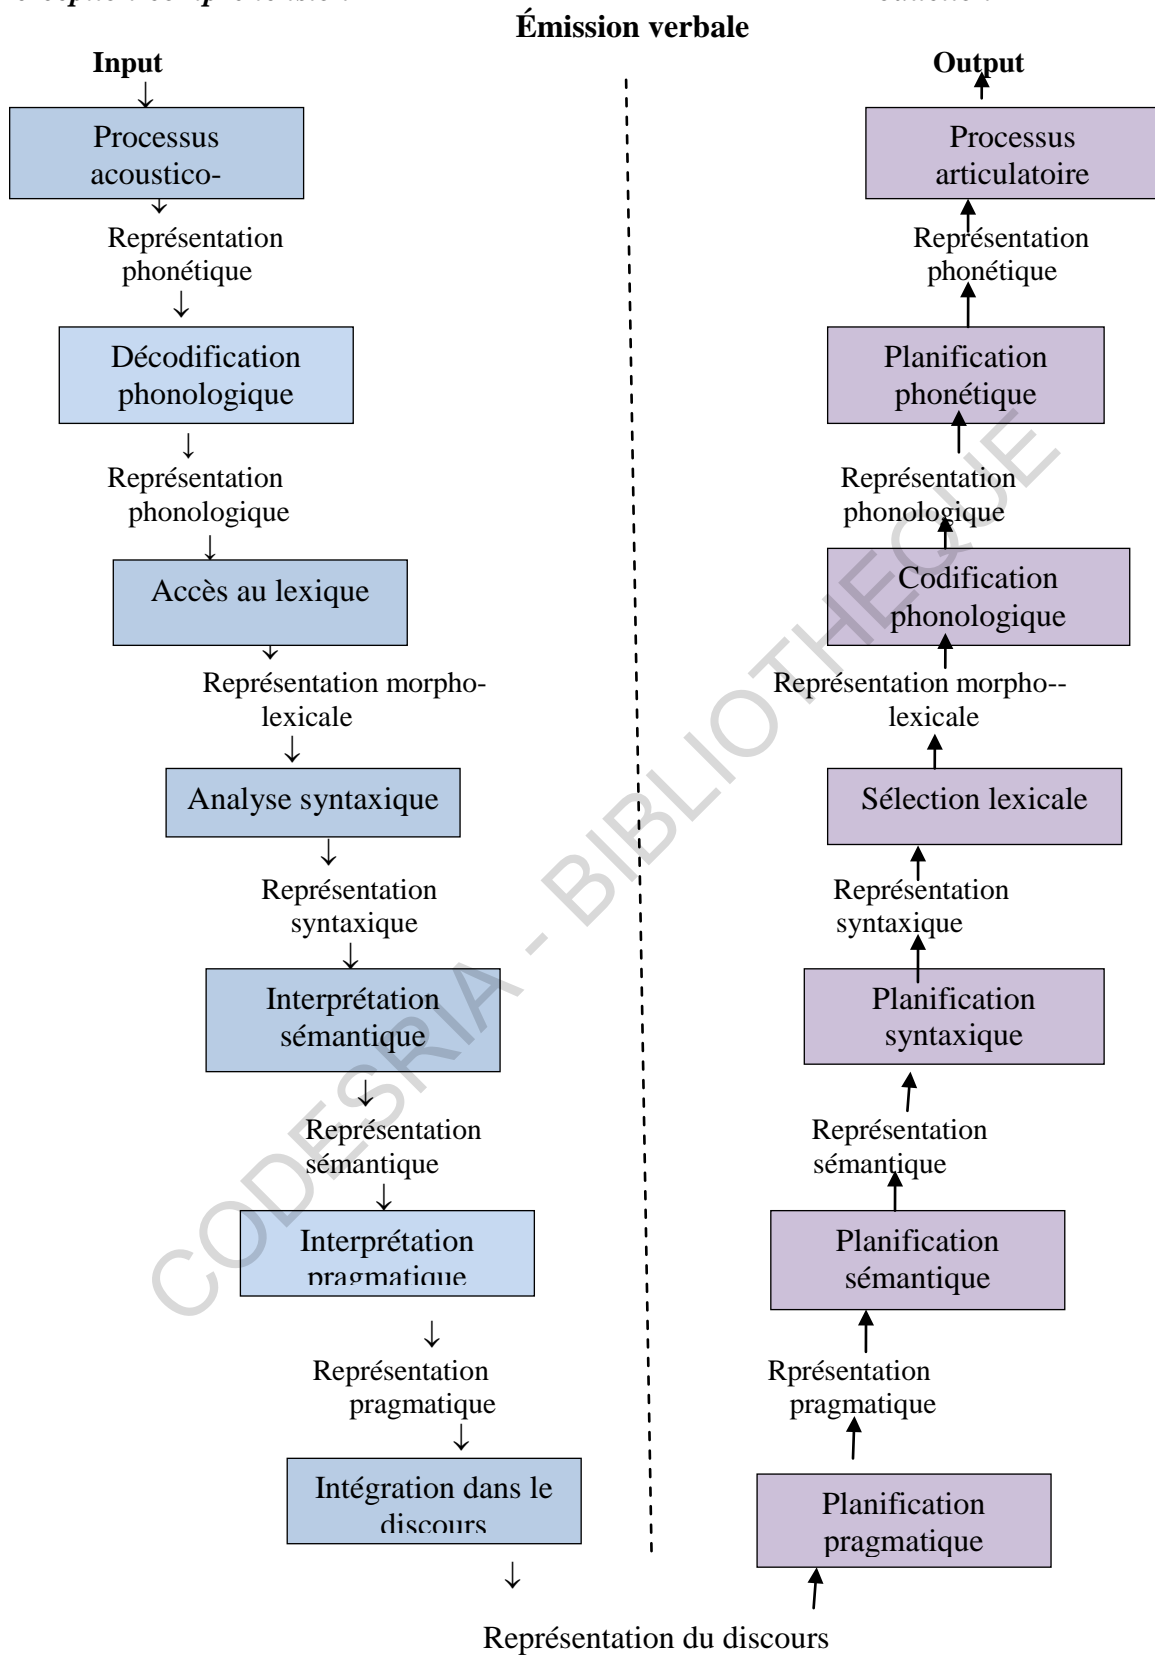 Émission verbale
Input
Processus
acoustico-
Représentation
phonétique
Décodification
phonologique
Représentation
phonologique
Accès au lexique
Représentation morpho-
lexicale
Analyse syntaxique
Représentation
syntaxique
Interprétation
sémantique
Représentation
sémantique
Interprétation
pragmatique
Représentation
pragmatique
Intégration dans le
discours
Output
Processus
articulatoire
Représentation
phonétique
Planification
phonétique
Représentation
phonologique
Codification
phonologique
Représentation morpho--
lexicale
Sélection lexicale
Représentation
syntaxique
Planification
syntaxique
Représentation
sémantique
Planification
sémantique
Rprésentation
pragmatique
Planification
pragmatique
Représentation du discours
CODESRIA - BIBLIOTHEQUE